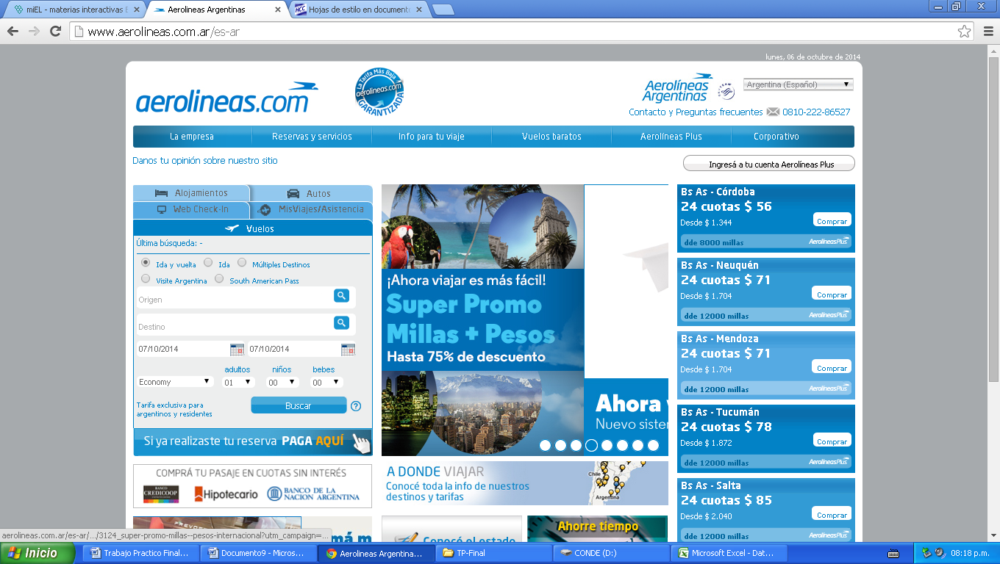 miEL - materias interactivas E
Aerolineas Argentinas
Hojas de estilo en documento
www.aerolineas.com.ar/es-ar
lunes, 06 de octubre de 2014
aerolineas.com
La Tarifa Más Baja
aerolineas.com
GARANTIZADA
Aerolíneas Argentinas
Argentina (Español)
Contacto y Preguntas frecuentes 0810-222-86527
La empresa
Reservas y servicios
Info para tu viaje
Vuelos baratos
Aerolíneas Plus
Corporativo
Danos tu opinión sobre nuestro sitio
Ingresá a tu cuenta Aerolíneas Plus
Alojamientos
Autos
Web Check-In
MisViajes/Asistencia
Vuelos
Última búsqueda: -
Ida y vuelta
Ida
Múltiples Destinos
Visite Argentina
South American Pass
Origen
Destino
07/10/2014
07/10/2014
adultos
niños
bebes
Economy
01
00
00
Tarifa exclusiva para
argentinos y residentes
Buscar
?
Si ya realizaste tu reserva PAGA AQUÍ
COMPRÁ TU PASAJE EN CUOTAS SIN INTERÉS
BANCO CREDICOOP
Hipotecario
BANCO DE LA NACION ARGENTINA
¡Ahora viajar es más fácil!
Super Promo
Millas + Pesos
Hasta 75% de descuento
Ahora v
Nuevo sister
A DONDE VIAJAR
Conocé toda la info de nuestros
destinos y tarifas
Chile
Argentina
Conocé el estado
Ahorre tiempo
Bs As - Córdoba
24 cuotas $ 56
Desde $ 1.344
Comprar
dde 8000 millas
AerolíneasPlus
Bs As - Neuquén
24 cuotas $ 71
Desde $ 1.704
Comprar
dde 12000 millas
AerolíneasPlus
Bs As - Mendoza
24 cuotas $ 71
Desde $ 1.704
Comprar
dde 12000 millas
AerolíneasPlus
Bs As - Tucumán
24 cuotas $ 78
Desde $ 1.872
Comprar
dde 12000 millas
AerolíneasPlus
Bs As - Salta
24 cuotas $ 85
Desde $ 2.040
Comprar
dde 12000 millas
AerolíneasPlus
aerolineas.com.ar/es-ar/.../3124_super-promo-millas--pesos-internacional?utm_campaign=...
Inicio
Trabajo Practico Final...
Documento9 - Micros...
Aerolineas Argentina...
TP-Final
CONDE (D:)
Microsoft Excel - Dat...
08:18 p.m.